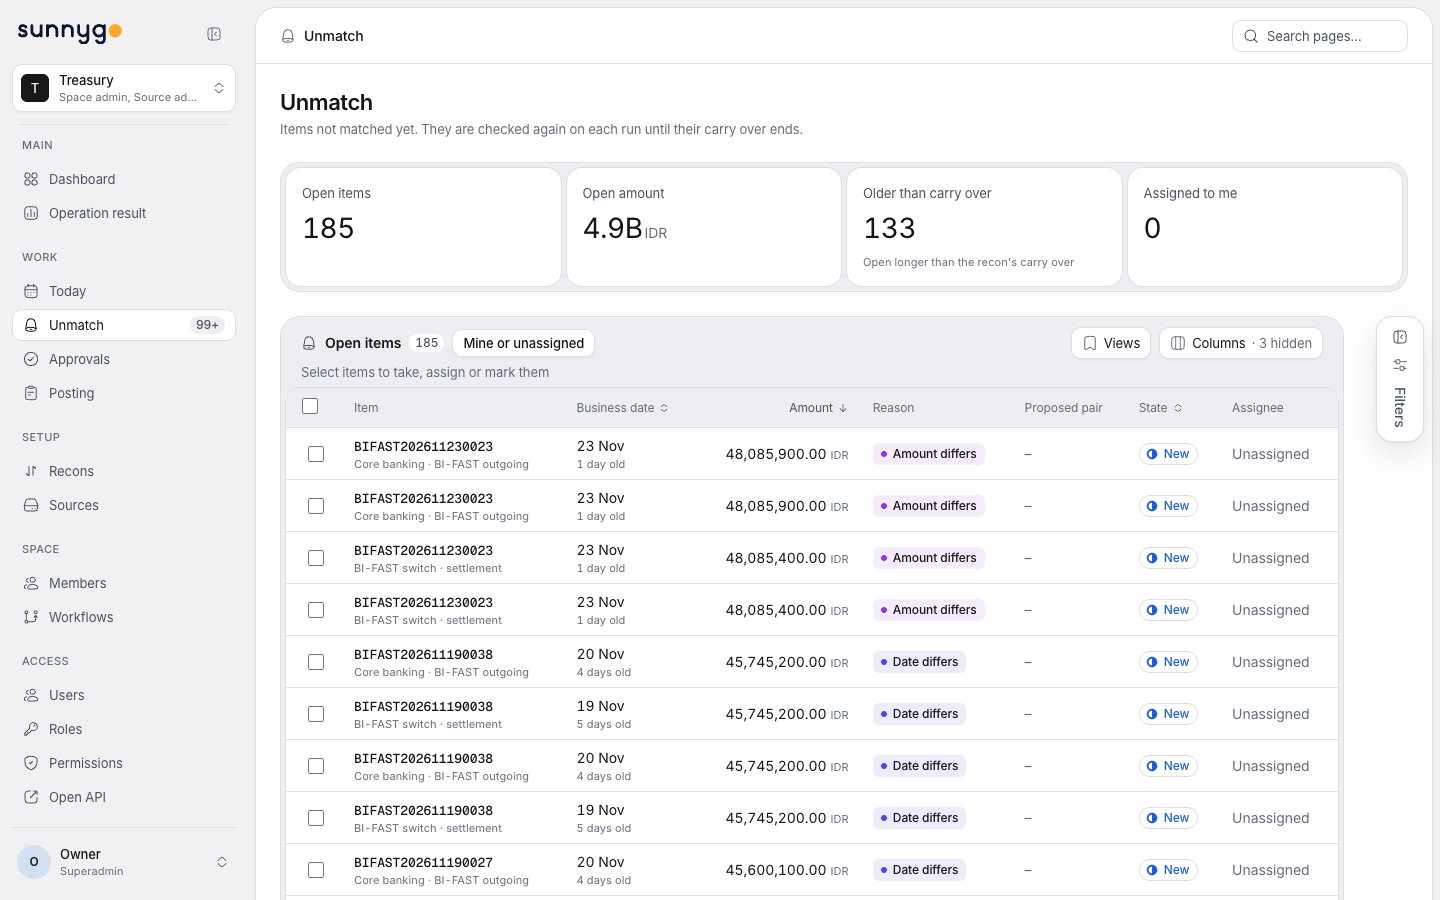 sunnygo
T
Treasury
Space admin, Source ad...
MAIN
Dashboard
Operation result
WORK
Today
Unmatch 99+
Approvals
Posting
SETUP
Recons
Sources
SPACE
Members
Workflows
ACCESS
Users
Roles
Permissions
Open API
O
Owner
Superadmin
Unmatch
Search pages...
Unmatch
Items not matched yet. They are checked again on each run until their carry over ends.
Open items
185
Open amount
4.9B IDR
Older than carry over
133
Open longer than the recon's carry over
Assigned to me
0
Open items 185 Mine or unassigned
Views
Columns · 3 hidden
Select items to take, assign or mark them
Filters
Item Business date Amount Reason Proposed pair State Assignee
BIFAST202611230023 23 Nov 48,085,900.00 IDR Amount differs – New Unassigned
Core banking · BI-FAST outgoing 1 day old
BIFAST202611230023 23 Nov 48,085,900.00 IDR Amount differs – New Unassigned
Core banking · BI-FAST outgoing 1 day old
BIFAST202611230023 23 Nov 48,085,400.00 IDR Amount differs – New Unassigned
BI-FAST switch · settlement 1 day old
BIFAST202611230023 23 Nov 48,085,400.00 IDR Amount differs – New Unassigned
BI-FAST switch · settlement 1 day old
BIFAST202611190038 20 Nov 45,745,200.00 IDR Date differs – New Unassigned
Core banking · BI-FAST outgoing 4 days old
BIFAST202611190038 19 Nov 45,745,200.00 IDR Date differs – New Unassigned
BI-FAST switch · settlement 5 days old
BIFAST202611190038 20 Nov 45,745,200.00 IDR Date differs – New Unassigned
Core banking · BI-FAST outgoing 4 days old
BIFAST202611190038 19 Nov 45,745,200.00 IDR Date differs – New Unassigned
BI-FAST switch · settlement 5 days old
BIFAST202611190027 20 Nov 45,600,100.00 IDR Date differs – New Unassigned
Core banking · BI-FAST outgoing 4 days old